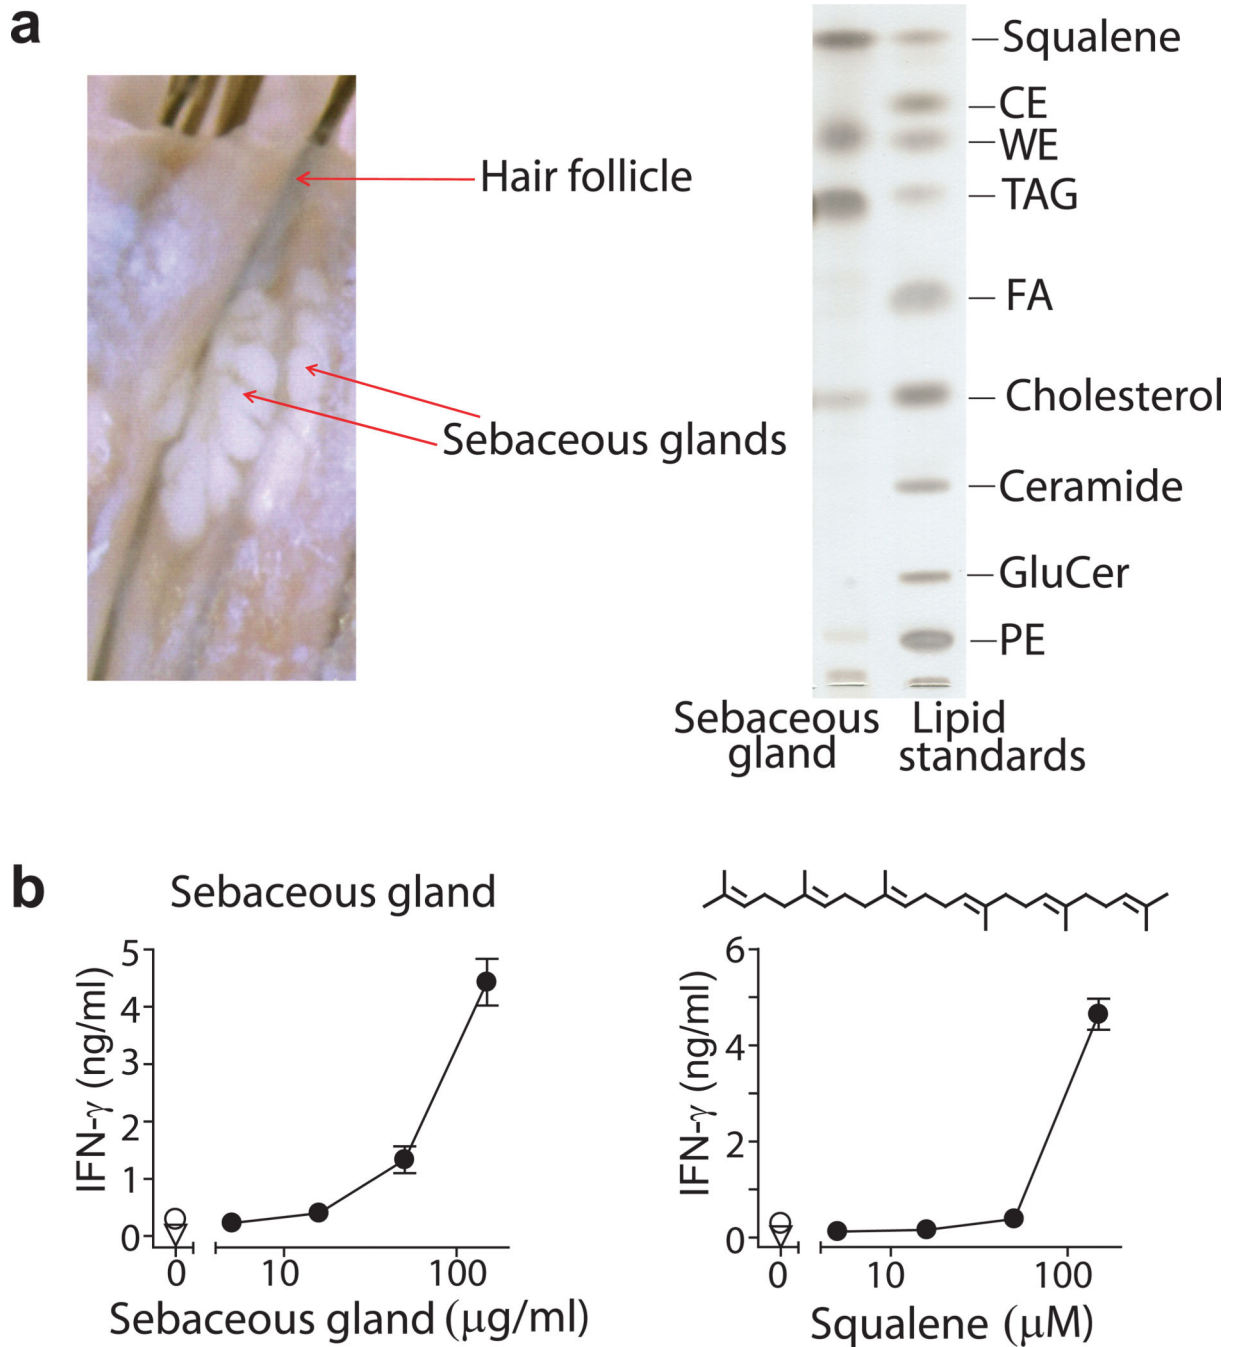 a
Hair follicle
Sebaceous glands
Squalene
CE
WE
TAG
FA
Cholesterol
Ceramide
GluCer
PE
Sebaceous
gland
Lipid
standards
b
Sebaceous gland
IFN-γ (ng/ml)
5
4
3
2
1
0
0
10
100
Sebaceous gland (μg/ml)
IFN-γ (ng/ml)
6
4
2
0
0
10
100
Squalene (μM)